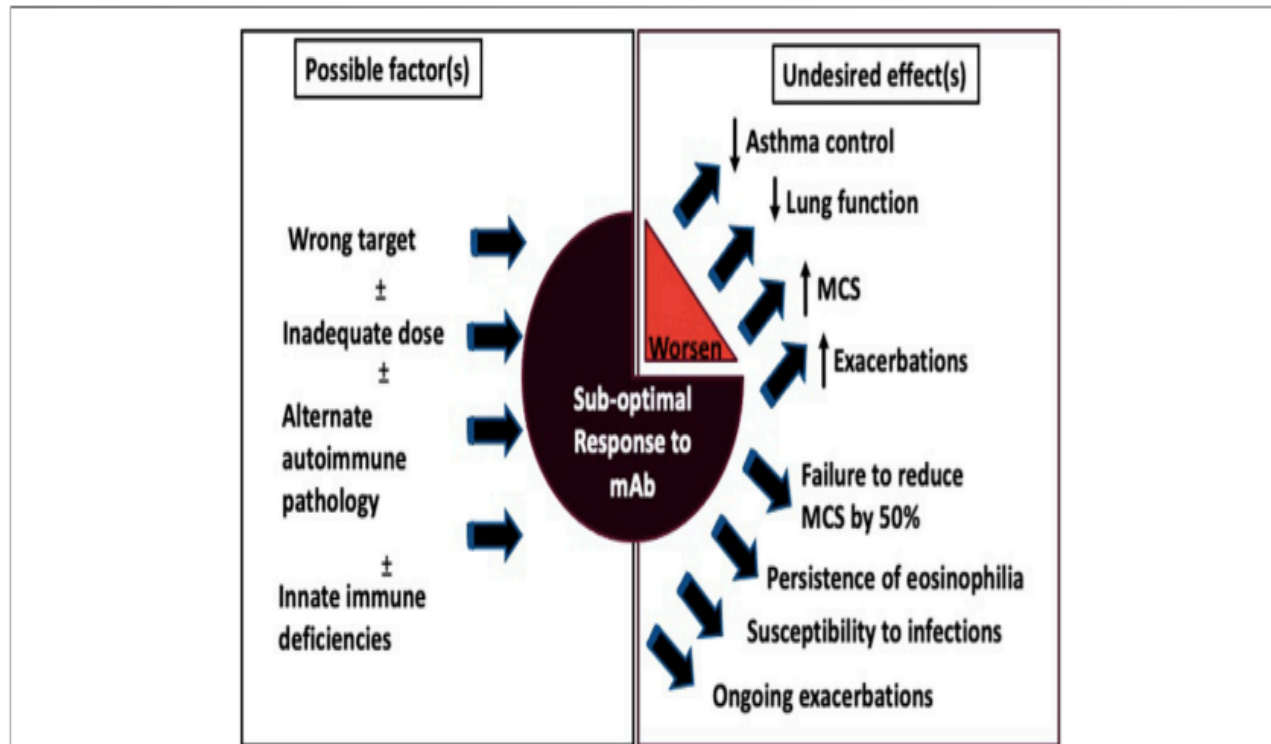 Possible factor(s)
Wrong target
±
Inadequate dose
±
Alternate
autoimmune
pathology
±
Innate immune
deficiencies
Sub-optimal
Response to
mAb
Worsen
Undesired effect(s)
↓ Asthma control
↓ Lung function
↑ MCS
↑ Exacerbations
Failure to reduce
MCS by 50%
Persistence of eosinophilia
Susceptibility to infections
Ongoing exacerbations